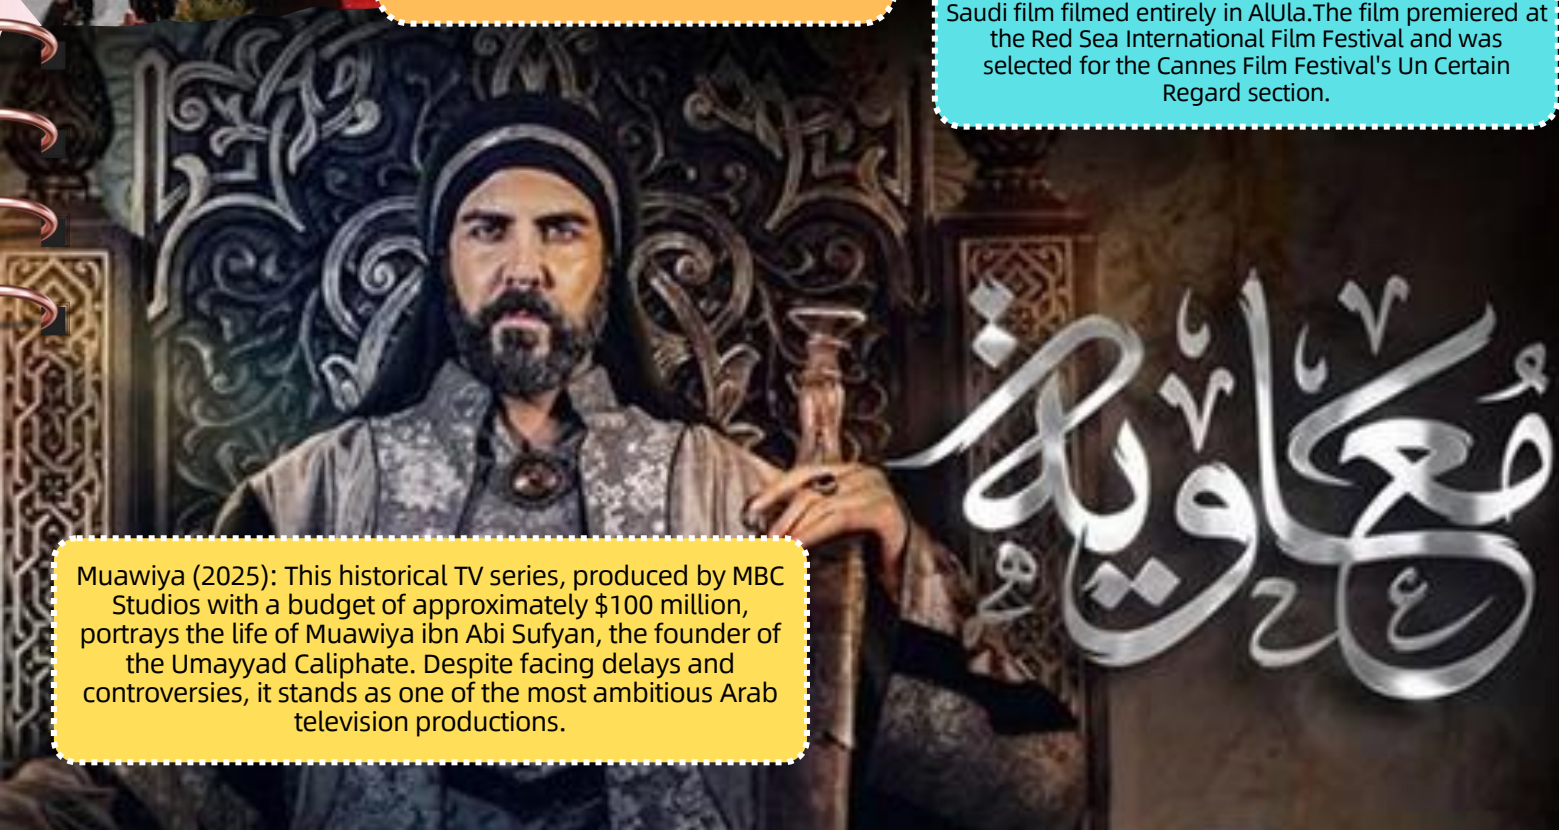 Saudi film filmed entirely in AlUla.The film premiered at
the Red Sea International Film Festival and was
selected for the Cannes Film Festival's Un Certain
Regard section.
مُعَاوية
Muawiya (2025): This historical TV series, produced by MBC
Studios with a budget of approximately $100 million,
portrays the life of Muawiya ibn Abi Sufyan, the founder of
the Umayyad Caliphate. Despite facing delays and
controversies, it stands as one of the most ambitious Arab
television productions.